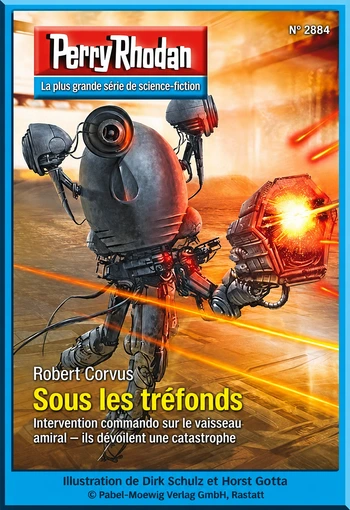 N° 2884
Perry Rhodan
La plus grande série de science-fiction
Robert Corvus
Sous les tréfonds
Intervention commando sur le vaisseau
amiral – ils dévoilent une catastrophe
Illustration de Dirk Schulz et Horst Gotta
© Pabel-Moewig Verlag GmbH, Rastatt